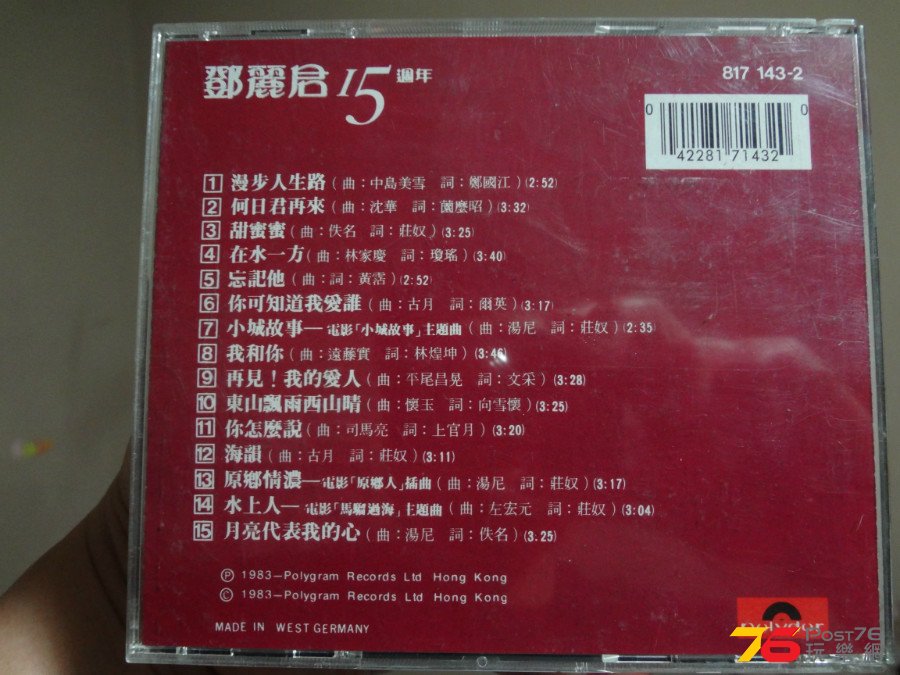 鄧麗君15週年
817 143-2
0 42281 71432 0
1 漫步人生路(曲:中島美雪 詞:鄭國江)(2:52)
2 何日君再來(曲:沈華 詞:薗麼昭)(3:32)
3 甜蜜蜜(曲:佚名 詞:莊奴)(3:25)
4 在水一方(曲:林家慶 詞:瓊瑤)(3:40)
5 忘記他(曲:詞:黃霑)(2:52)
6 你可知道我愛誰(曲:古月 詞:爾英)(3:17)
7 小城故事—電影「小城故事」主題曲(曲:湯尼 詞:莊奴)(2:35)
8 我和你(曲:遠藤實 詞:林煌坤)(3:46)
9 再見!我的愛人(曲:平尾昌晃 詞:文采)(3:28)
10 東山飄雨西山晴(曲:懷玉 詞:向雪懷)(3:25)
11 你怎麼說(曲:司馬亮 詞:上官月)(3:20)
12 海韻(曲:古月 詞:莊奴)(3:11)
13 原鄉情濃—電影「原鄉人」插曲(曲:湯尼 詞:莊奴)(3:17)
14 水上人—電影「馬騮過海」主題曲(曲:左宏元 詞:莊奴)(3:04)
15 月亮代表我的心(曲:湯尼 詞:佚名)(3.25)
Ⓟ 1983—Polygram Records Ltd Hong Kong
© 1983—Polygram Records Ltd Hong Kong
MADE IN WEST GERMANY
polydor
76 POST76
玩樂網